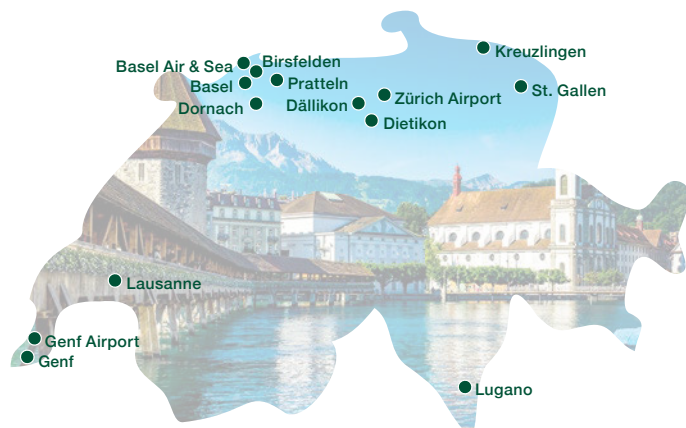 Kreuzlingen
Basel Air & Sea
Birsfelden
Basel
Pratteln
St. Gallen
Dornach
Dällikon
Zürich Airport
Dietikon
Lausanne
Genf Airport
Genf
Lugano